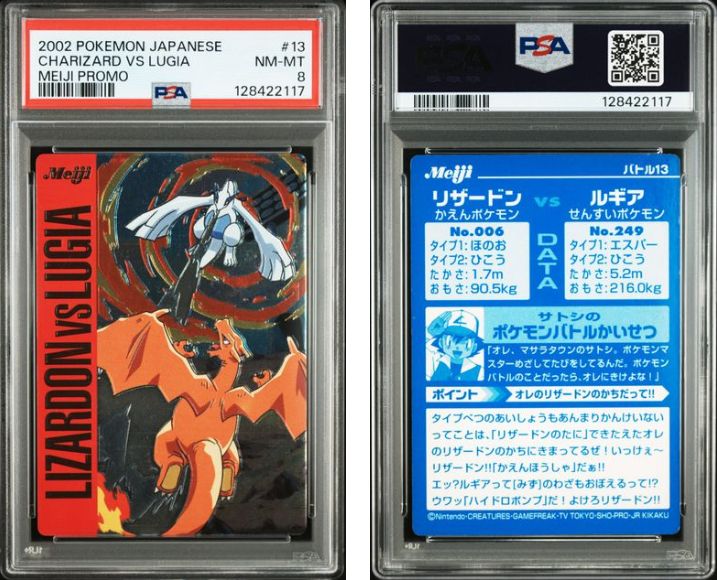 2002 POKEMON JAPANESE #13
CHARIZARD VS LUGIA NM-MT
MEIJI PROMO 8
PSA 128422117
Meiji
LIZARDON VS LUGIA
PSA
PSA
128422117
Meiji バトル13
リザードン VS ルギア
かえんポケモン せんすいポケモン
No.006 DATA No.249
タイプ1: ほのお タイプ1: エスパー
タイプ2: ひこう タイプ2: ひこう
たかさ: 1.7m たかさ: 5.2m
おもさ: 90.5kg おもさ: 216.0kg
サトシの
ポケモンバトルかいせつ
「オレ、マサラタウンのサトシ。ポケモンマ
スターめざしてたびをしてるんだ。ポケモン
バトルのことだったら、オレにきけよな!」
ポイント オレのリザードンのかちだって!!
タイプべつのあいしょうもあんまりかんけいない
ってことは、「リザードンのたに」できたえたオレ
のリザードンのかちにきまってるぜ!いっけぇ〜
リザードン!!「かえんほうしゃ」だぁ!!
エッ?ルギアって[みず]のわざもおぼえるって!?
ウワッ「ハイドロポンプ」だ!よけろリザードン!!
©Nintendo・CREATURES・GAMEFREAK・TV TOKYO・SHO-PRO・JR KIKAKU
PSA